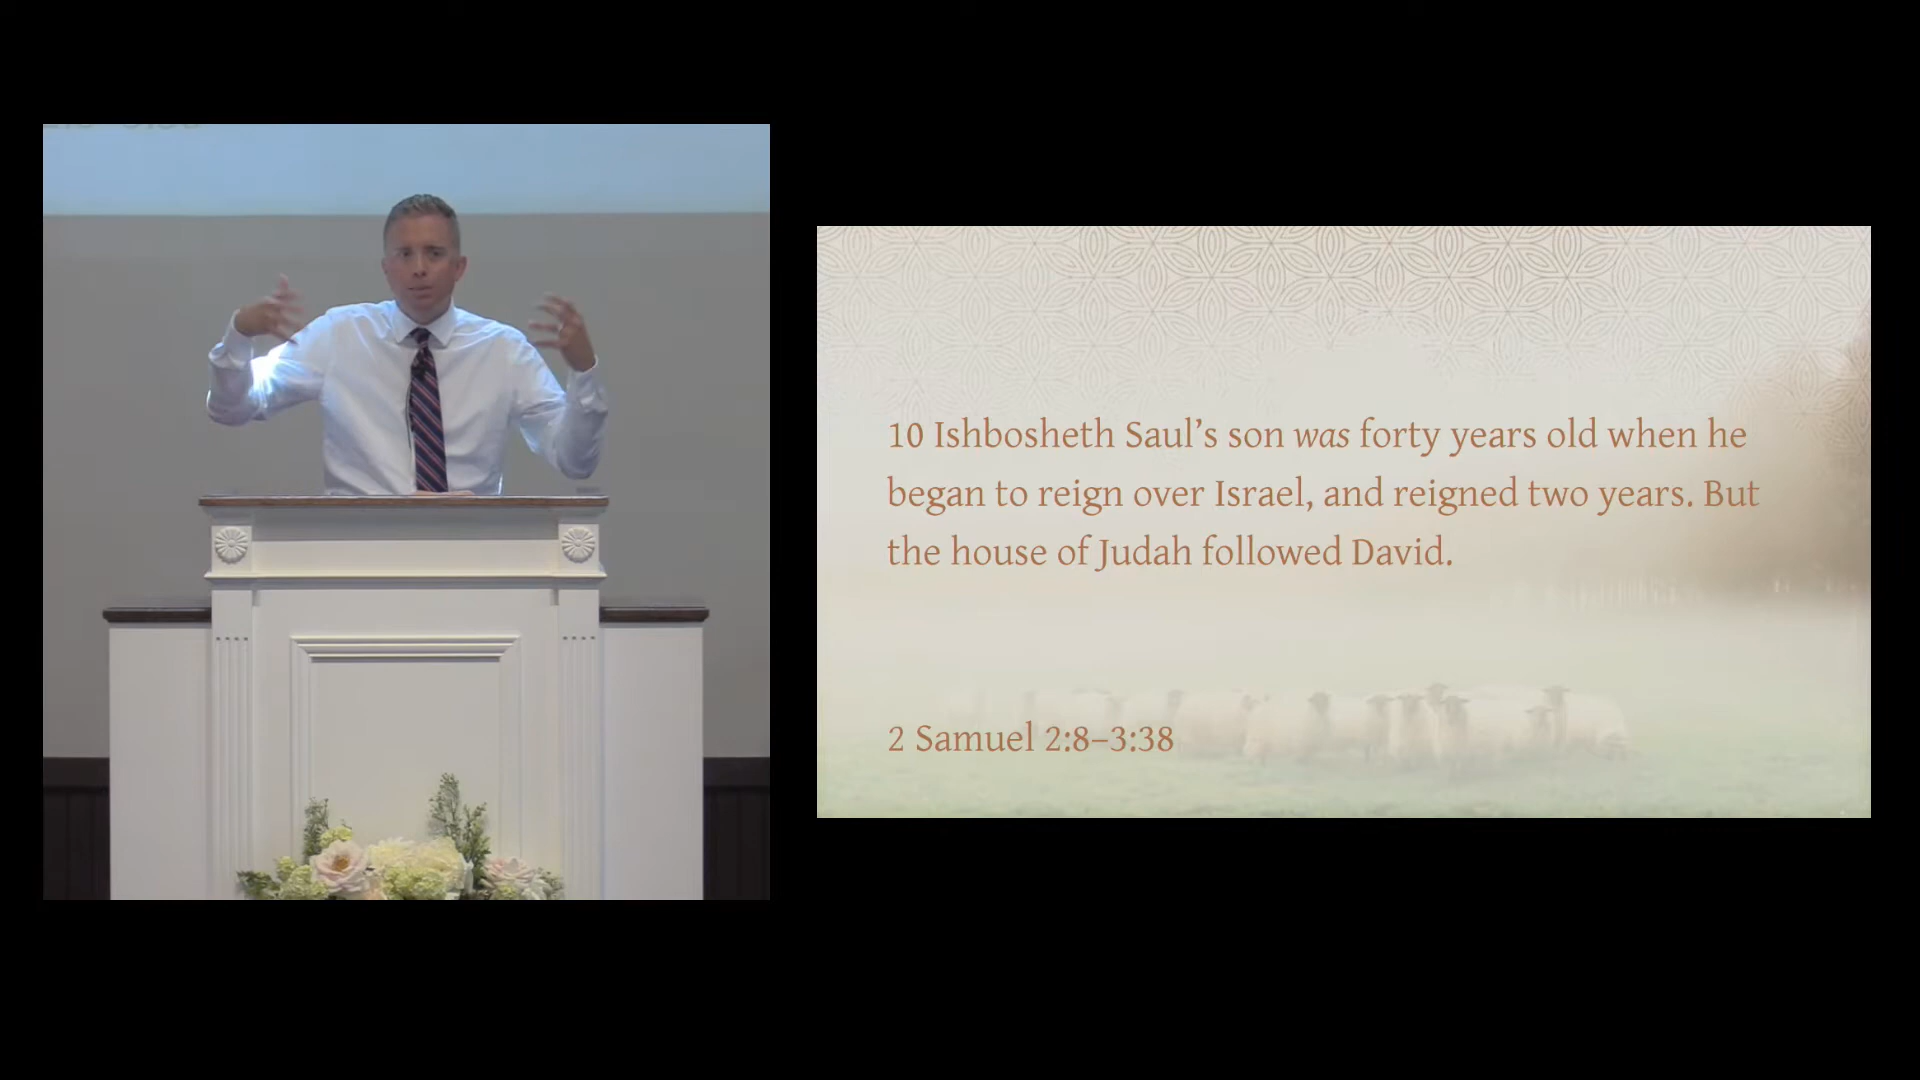 10 Ishbosheth Saul’s son was forty years old when he
began to reign over Israel, and reigned two years. But
the house of Judah followed David.
2 Samuel 2:8–3:38